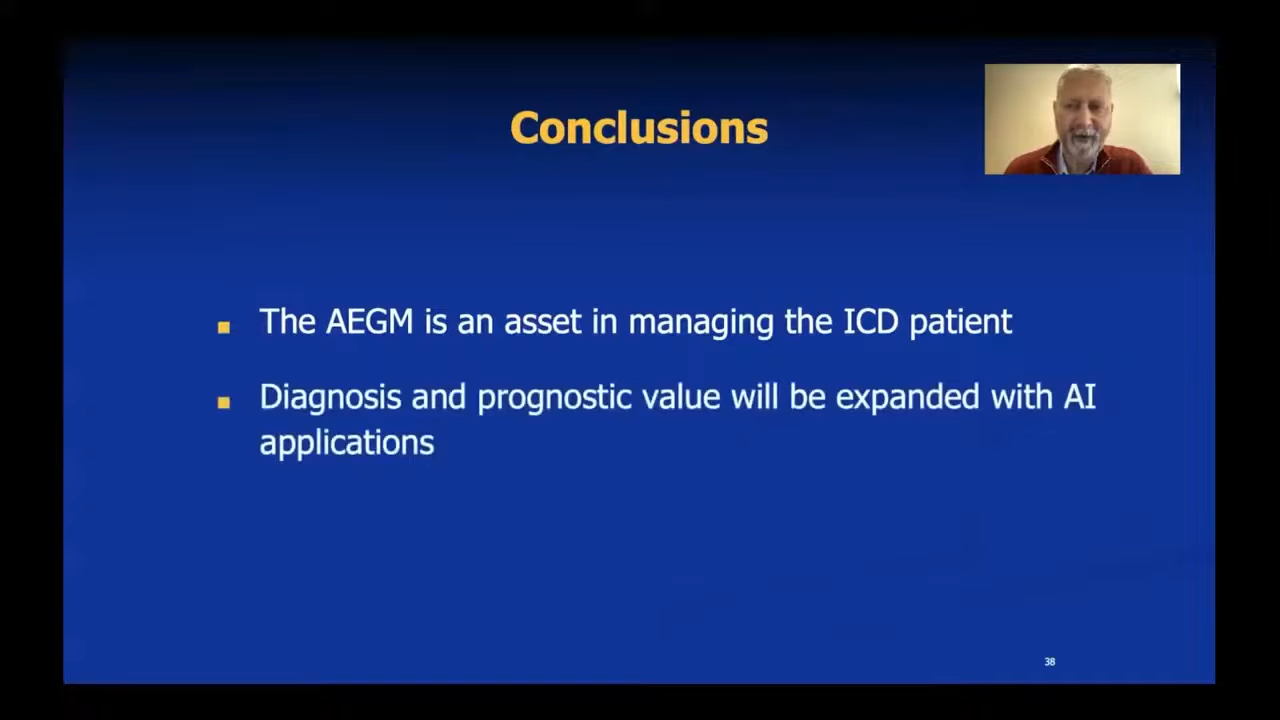 Conclusions
The AEGM is an asset in managing the ICD patient
Diagnosis and prognostic value will be expanded with AI
applications
38